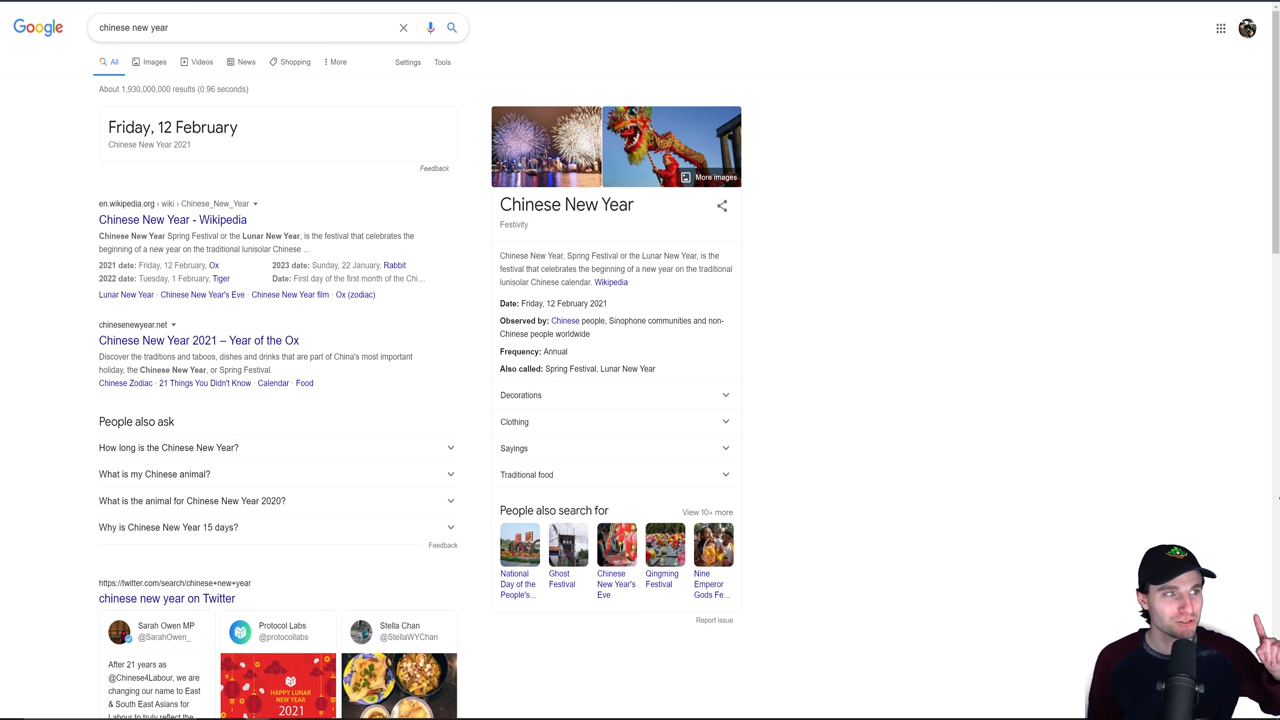 Google
chinese new year
All
Images
Videos
News
Shopping
More
Settings
Tools
About 1,930,000,000 results (0.96 seconds)
Friday, 12 February
Chinese New Year 2021
Feedback
en.wikipedia.org › wiki › Chinese_New_Year
Chinese New Year - Wikipedia
Chinese New Year Spring Festival or the Lunar New Year, is the festival that celebrates the
beginning of a new year on the traditional lunisolar Chinese ...
2021 date: Friday, 12 February, Ox
2023 date: Sunday, 22 January, Rabbit
2022 date: Tuesday, 1 February, Tiger
Date: First day of the first month of the Chi...
Lunar New Year · Chinese New Year's Eve · Chinese New Year film · Ox (zodiac)
chinesenewyear.net
Chinese New Year 2021 – Year of the Ox
Discover the traditions and taboos, dishes and drinks that are part of China's most important
holiday, the Chinese New Year, or Spring Festival.
Chinese Zodiac · 21 Things You Didn't Know · Calendar · Food
People also ask
How long is the Chinese New Year?
What is my Chinese animal?
What is the animal for Chinese New Year 2020?
Why is Chinese New Year 15 days?
Feedback
https://twitter.com/search/chinese+new+year
chinese new year on Twitter
Sarah Owen MP
@SarahOwen_
After 21 years as
@Chinese4Labour, we are
changing our name to East
& South East Asians for
Labour to truly reflect the
Protocol Labs
@protocollabs
HAPPY LUNAR
NEW YEAR
2021
Stella Chan
@StellaWYChan
More images
Chinese New Year
Festivity
Chinese New Year, Spring Festival or the Lunar New Year, is the
festival that celebrates the beginning of a new year on the traditional
lunisolar Chinese calendar. Wikipedia
Date: Friday, 12 February 2021
Observed by: Chinese people, Sinophone communities and non-
Chinese people worldwide
Frequency: Annual
Also called: Spring Festival, Lunar New Year
Decorations
Clothing
Sayings
Traditional food
People also search for
View 10+ more
National
Day of the
People's...
Ghost
Festival
Chinese
New Year's
Eve
Qingming
Festival
Nine
Emperor
Gods Fe...
Report issue